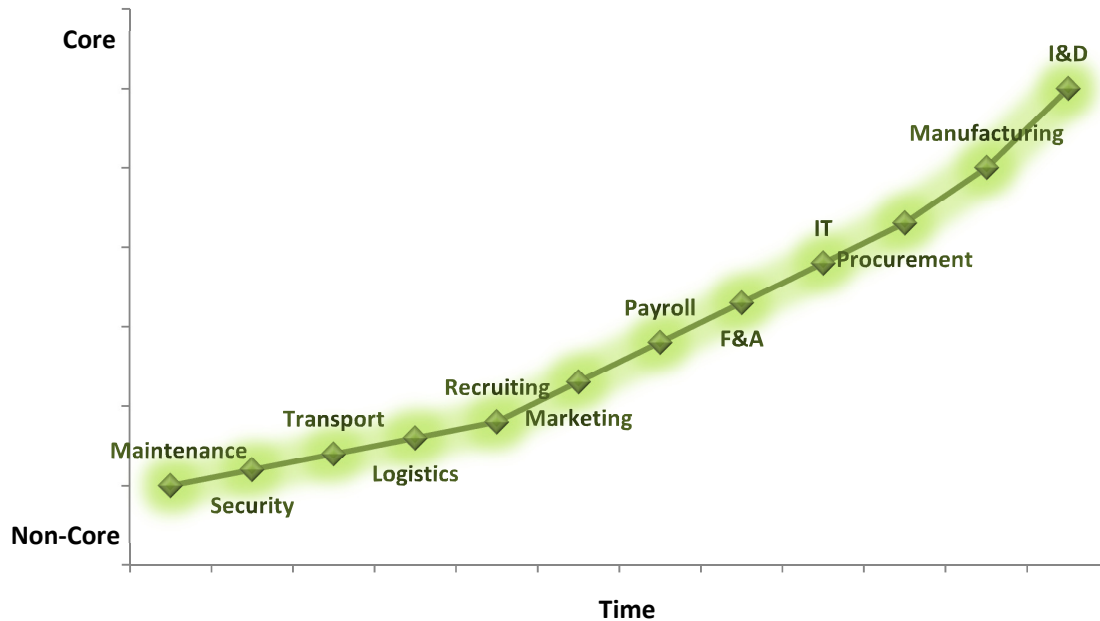 Core
I&D
Manufacturing
IT
Procurement
Payroll
F&A
Recruiting
Marketing
Transport
Maintenance
Logistics
Security
Non-Core
Time